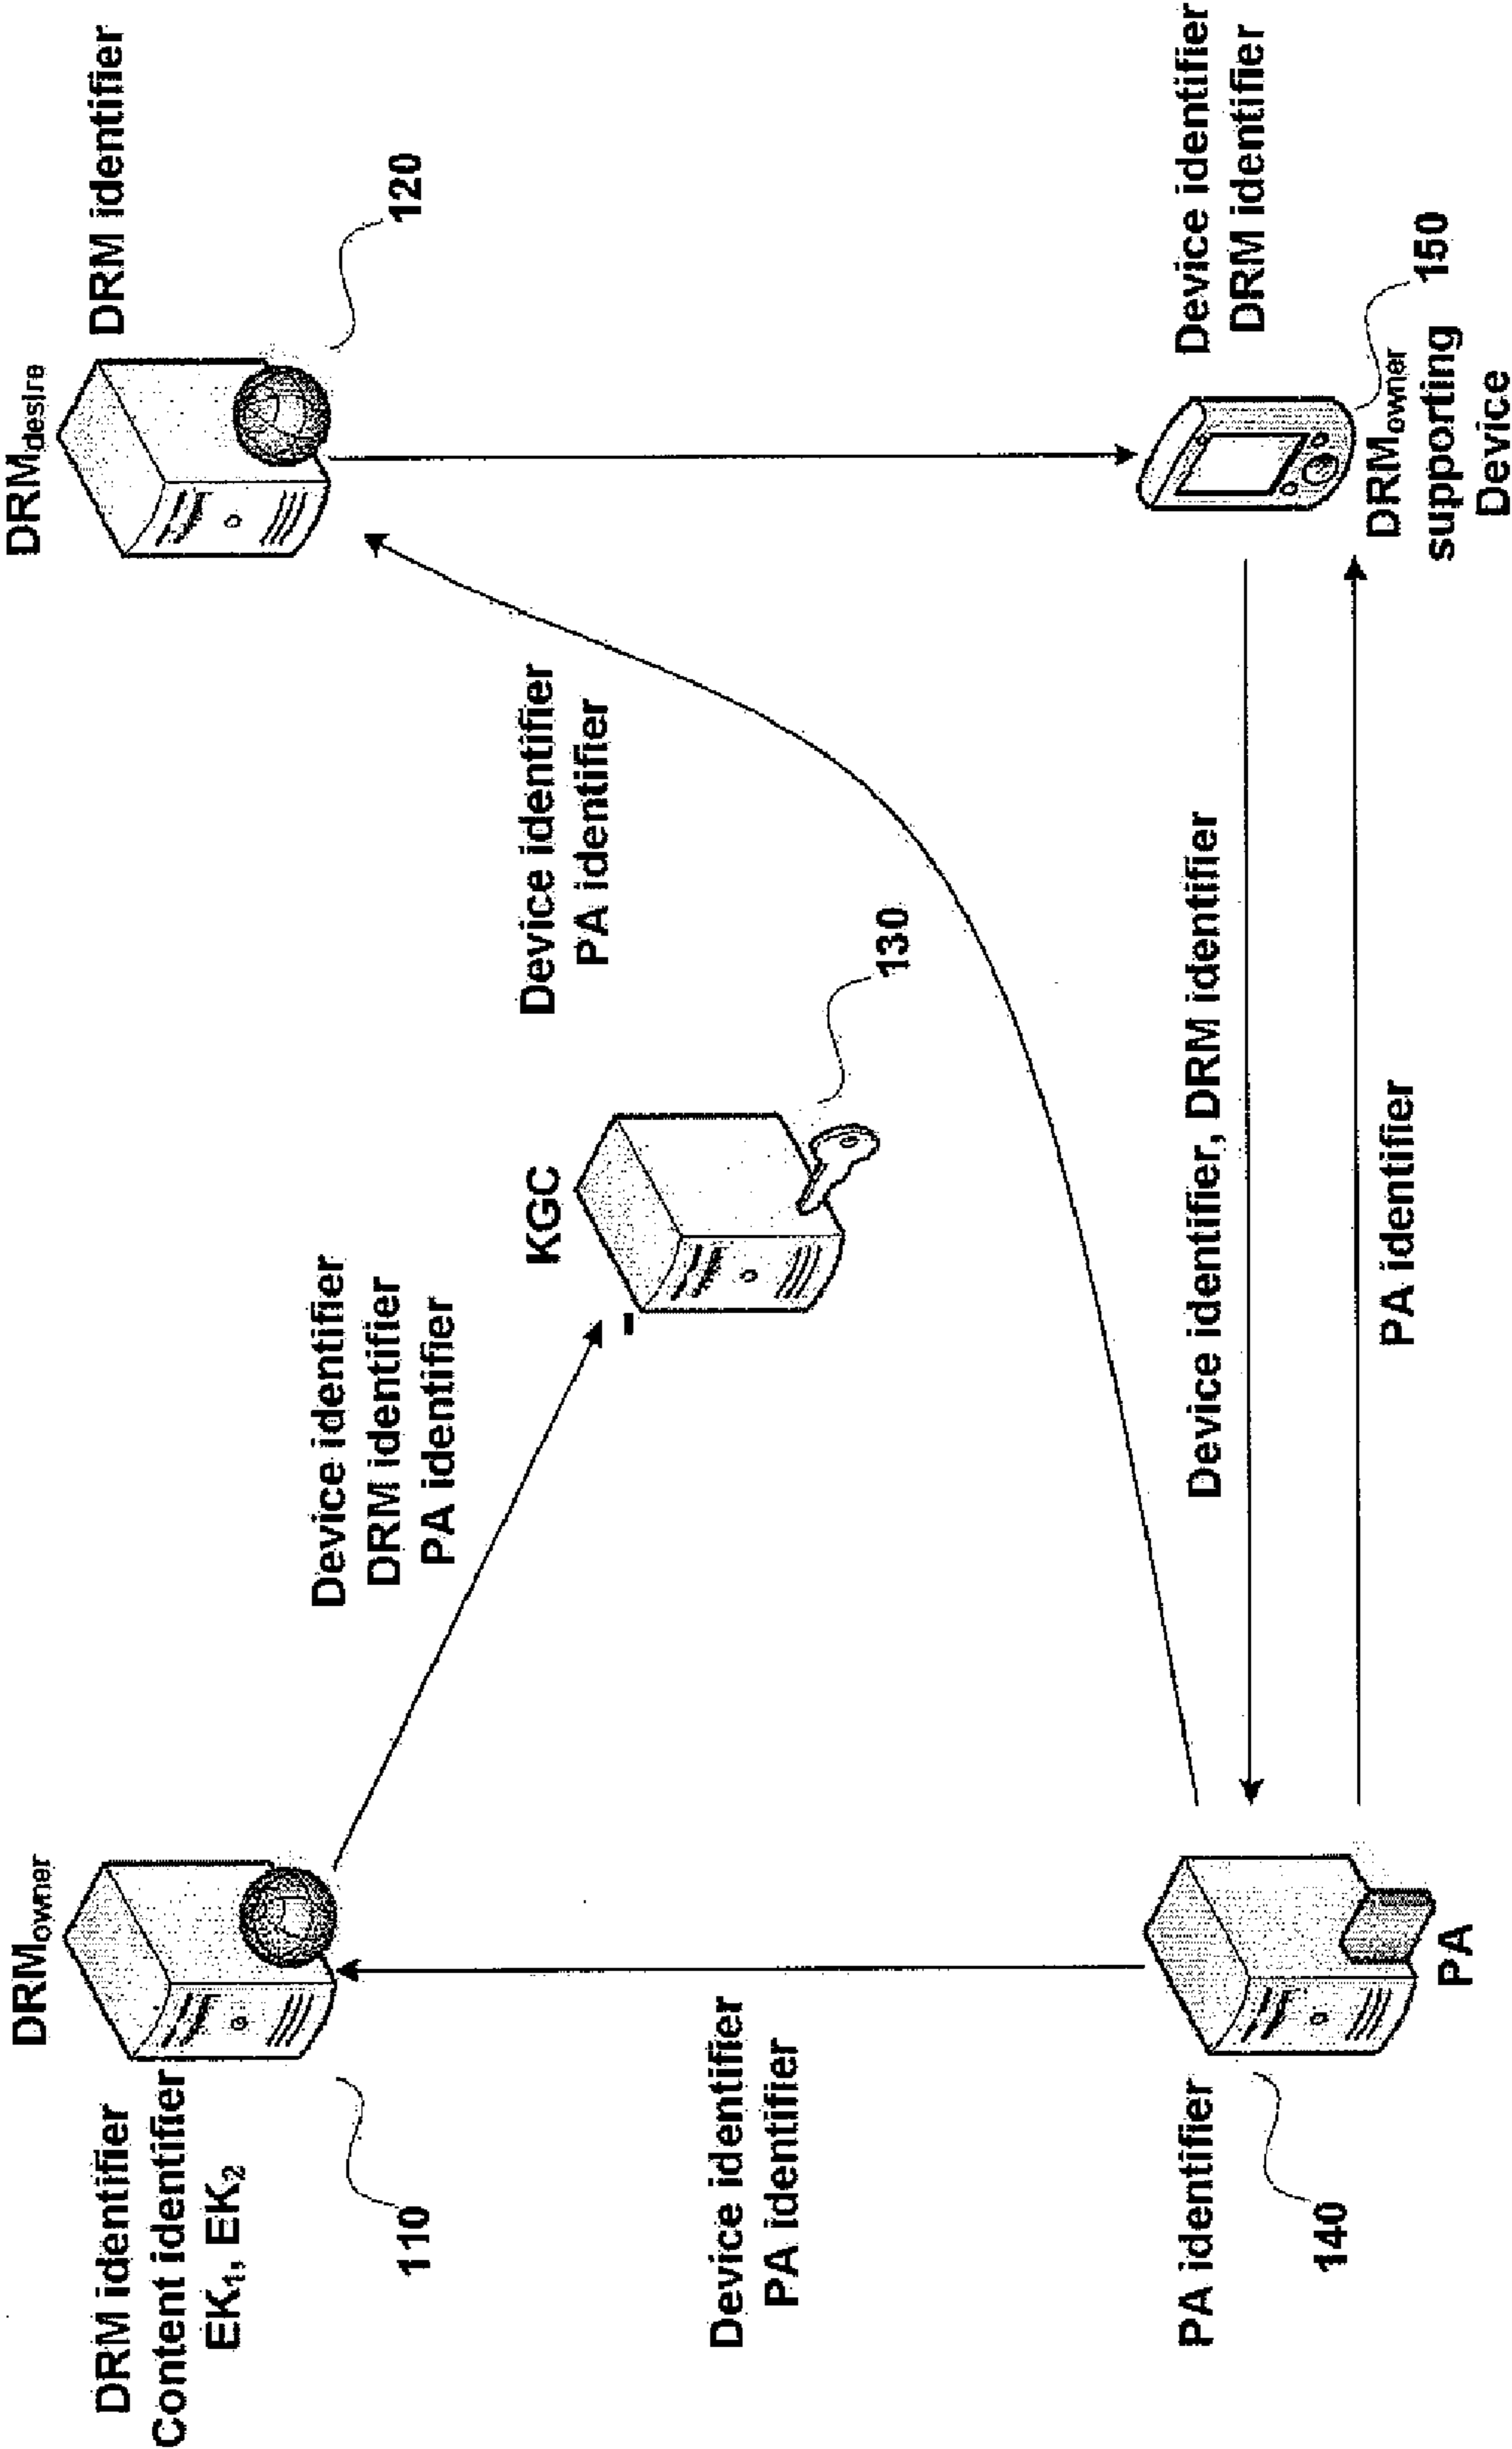 DRMowner
DRM identifier
Content identifier
EK1, EK2
110
DRMdesire
DRM identifier
120
Device identifier
DRM identifier
PA identifier
KGC
130
Device identifier
PA identifier
Device identifier
PA identifier
PA identifier
140
PA
Device identifier, DRM identifier
PA identifier
Device identifier
DRM identifier
150
DRMowner
supporting
Device